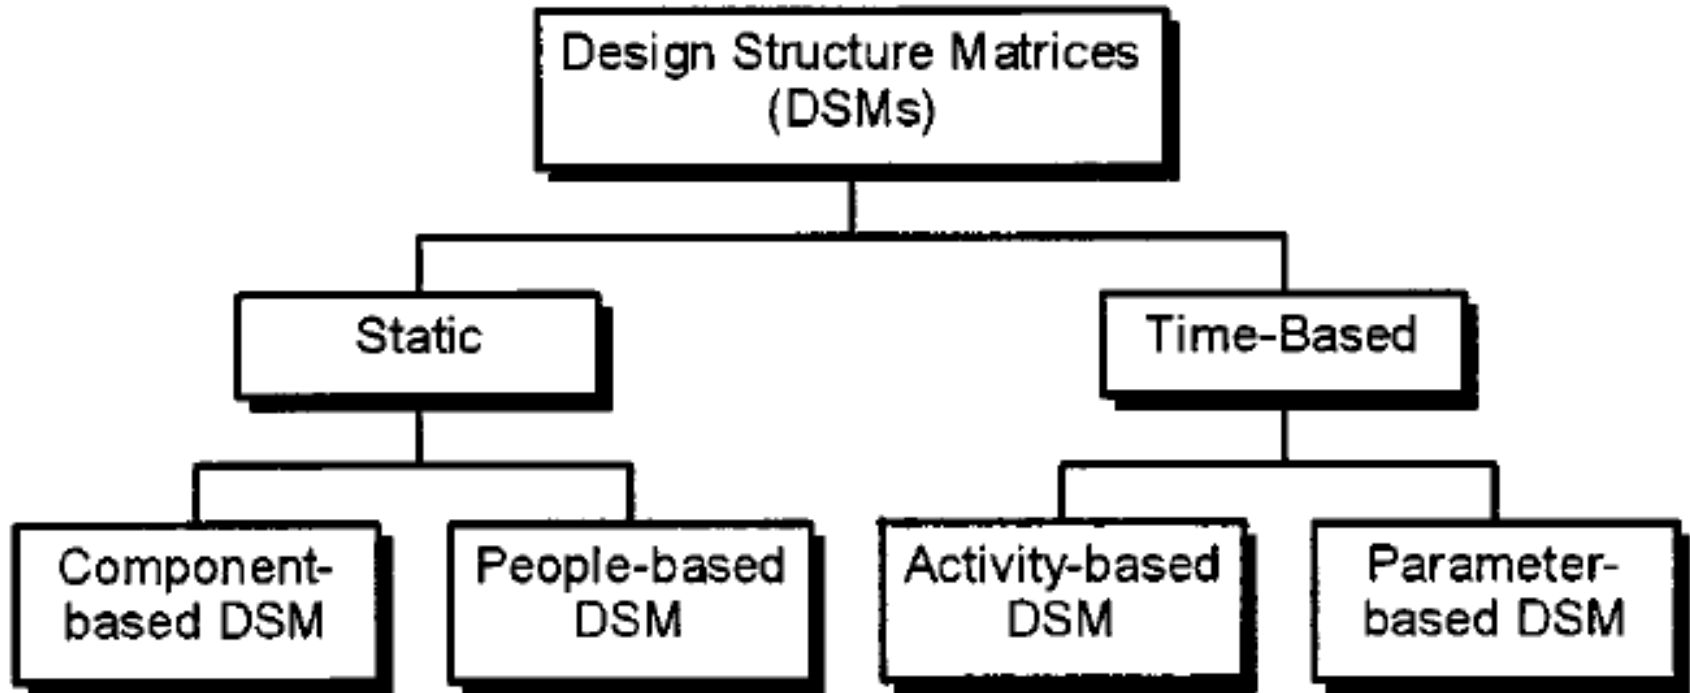 Design Structure Matrices
(DSMs)
Static
Time-Based
Component-
based DSM
People-based
DSM
Activity-based
DSM
Parameter-
based DSM